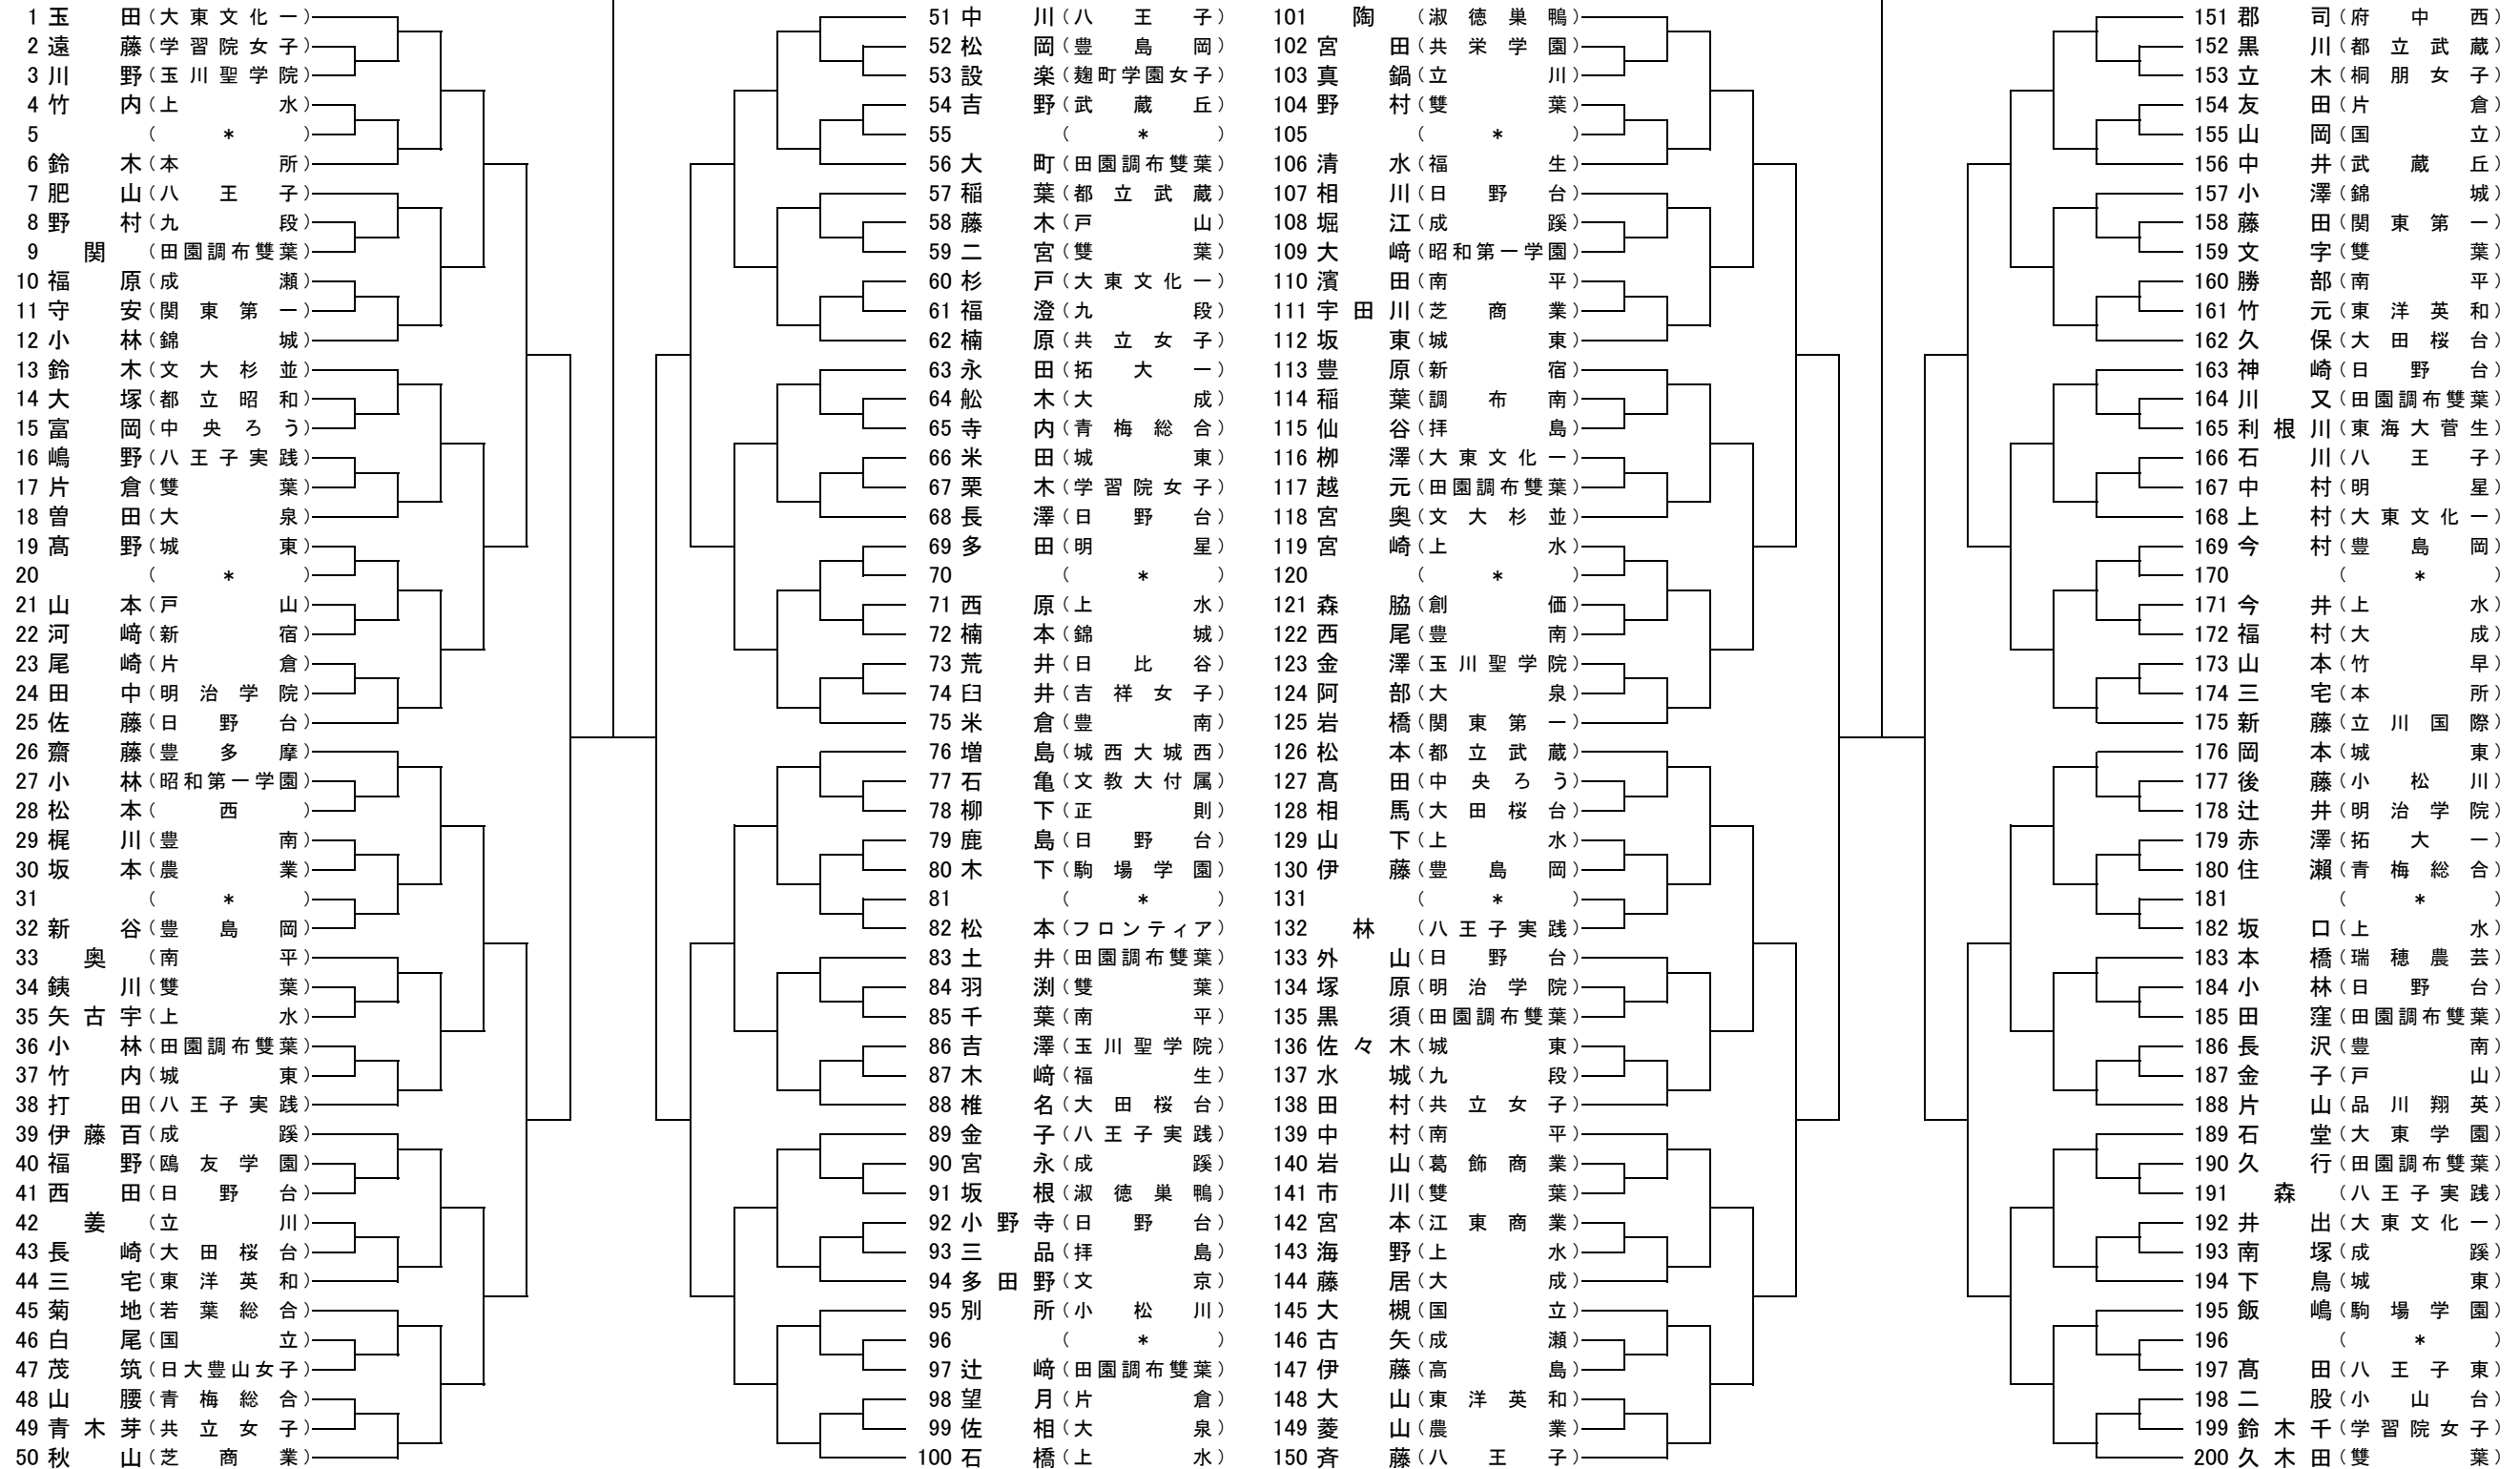 1 玉田(大東文化一)
2 遠藤(学習院女子)
3 川野(玉川聖学院)
4 竹内(上水)
5 (*)
6 鈴木(本所)
7 肥山(八王子)
8 野村(九段)
9 関(田園調布雙葉)
10 福原(成瀬)
11 守安(関東第一)
12 小林(錦城)
13 鈴木(文大杉並)
14 大塚(都立昭和)
15 富岡(中央ろう)
16 嶋野(八王子実践)
17 片倉(雙葉)
18 曽田(大泉)
19 髙野(城東)
20 (*)
21 山本(戸山)
22 河﨑(新宿)
23 尾崎(片倉)
24 田中(明治学院)
25 佐藤(日野台)
26 齋藤(豊多摩)
27 小林(昭和第一学園)
28 松本(西)
29 梶川(豊南)
30 坂本(農業)
31 (*)
32 新谷(豊島岡)
33 奥(南平)
34 銕川(雙葉)
35 矢古宇(上水)
36 小林(田園調布雙葉)
37 竹内(城東)
38 打田(八王子実践)
39 伊藤百(成蹊)
40 福野(鴎友学園)
41 西田(日野台)
42 姜(立川)
43 長崎(大田桜台)
44 三宅(東洋英和)
45 菊地(若葉総合)
46 白尾(国立)
47 茂筑(日大豊山女子)
48 山腰(青梅総合)
49 青木芽(共立女子)
50 秋山(芝商業)
51 中川(八王子)
52 松岡(豊島岡)
53 設楽(麹町学園女子)
54 吉野(武蔵丘)
55 (*)
56 大町(田園調布雙葉)
57 稲葉(都立武蔵)
58 藤木(戸山)
59 二宮(雙葉)
60 杉戸(大東文化一)
61 福澄(九段)
62 楠原(共立女子)
63 永田(拓大一)
64 舩木(大成)
65 寺内(青梅総合)
66 米田(城東)
67 栗木(学習院女子)
68 長澤(日野台)
69 多田(明星)
70 (*)
71 西原(上水)
72 楠本(錦城)
73 荒井(日比谷)
74 臼井(吉祥女子)
75 米倉(豊南)
76 増島(城西大城西)
77 石亀(文教大付属)
78 柳下(正則)
79 鹿島(日野台)
80 木下(駒場学園)
81 (*)
82 松本(フロンティア)
83 土井(田園調布雙葉)
84 羽渕(雙葉)
85 千葉(南平)
86 吉澤(玉川聖学院)
87 木﨑(福生)
88 椎名(大田桜台)
89 金子(八王子実践)
90 宮永(成蹊)
91 坂根(淑徳巣鴨)
92 小野寺(日野台)
93 三品(拝島)
94 多田野(文京)
95 別所(小松川)
96 (*)
97 辻﨑(田園調布雙葉)
98 望月(片倉)
99 佐相(大泉)
100 石橋(上水)
101 陶(淑徳巣鴨)
102 宮田(共栄学園)
103 真鍋(立川)
104 野村(雙葉)
105 (*)
106 清水(福生)
107 相川(日野台)
108 堀江(成蹊)
109 大﨑(昭和第一学園)
110 濱田(南平)
111 宇田川(芝商業)
112 坂東(城東)
113 豊原(新宿)
114 稲葉(調布南)
115 仙谷(拝島)
116 栁澤(大東文化一)
117 越元(田園調布雙葉)
118 宮奥(文大杉並)
119 宮崎(上水)
120 (*)
121 森脇(創価)
122 西尾(豊南)
123 金澤(玉川聖学院)
124 阿部(大泉)
125 岩橋(関東第一)
126 松本(都立武蔵)
127 髙田(中央ろう)
128 相馬(大田桜台)
129 山下(上水)
130 伊藤(豊島岡)
131 (*)
132 林(八王子実践)
133 外山(日野台)
134 塚原(明治学院)
135 黒須(田園調布雙葉)
136 佐々木(城東)
137 水城(九段)
138 田村(共立女子)
139 中村(南平)
140 岩山(葛飾商業)
141 市川(雙葉)
142 宮本(江東商業)
143 海野(上水)
144 藤居(大成)
145 大槻(国立)
146 古矢(成瀬)
147 伊藤(高島)
148 大山(東洋英和)
149 菱山(農業)
150 斉藤(八王子)
151 郡司(府中西)
152 黒川(都立武蔵)
153 立木(桐朋女子)
154 友田(片倉)
155 山岡(国立)
156 中井(武蔵丘)
157 小澤(錦城)
158 藤田(関東第一)
159 文字(雙葉)
160 勝部(南平)
161 竹元(東洋英和)
162 久保(大田桜台)
163 神崎(日野台)
164 川又(田園調布雙葉)
165 利根川(東海大菅生)
166 石川(八王子)
167 中村(明星)
168 上村(大東文化一)
169 今村(豊島岡)
170 (*)
171 今井(上水)
172 福村(大成)
173 山本(竹早)
174 三宅(本所)
175 新藤(立川国際)
176 岡本(城東)
177 後藤(小松川)
178 辻井(明治学院)
179 赤澤(拓大一)
180 住瀬(青梅総合)
181 (*)
182 坂口(上水)
183 本橋(瑞穂農芸)
184 小林(日野台)
185 田窪(田園調布雙葉)
186 長沢(豊南)
187 金子(戸山)
188 片山(品川翔英)
189 石堂(大東学園)
190 久行(田園調布雙葉)
191 森(八王子実践)
192 井出(大東文化一)
193 南塚(成蹊)
194 下鳥(城東)
195 飯嶋(駒場学園)
196 (*)
197 髙田(八王子東)
198 二股(小山台)
199 鈴木千(学習院女子)
200 久木田(雙葉)